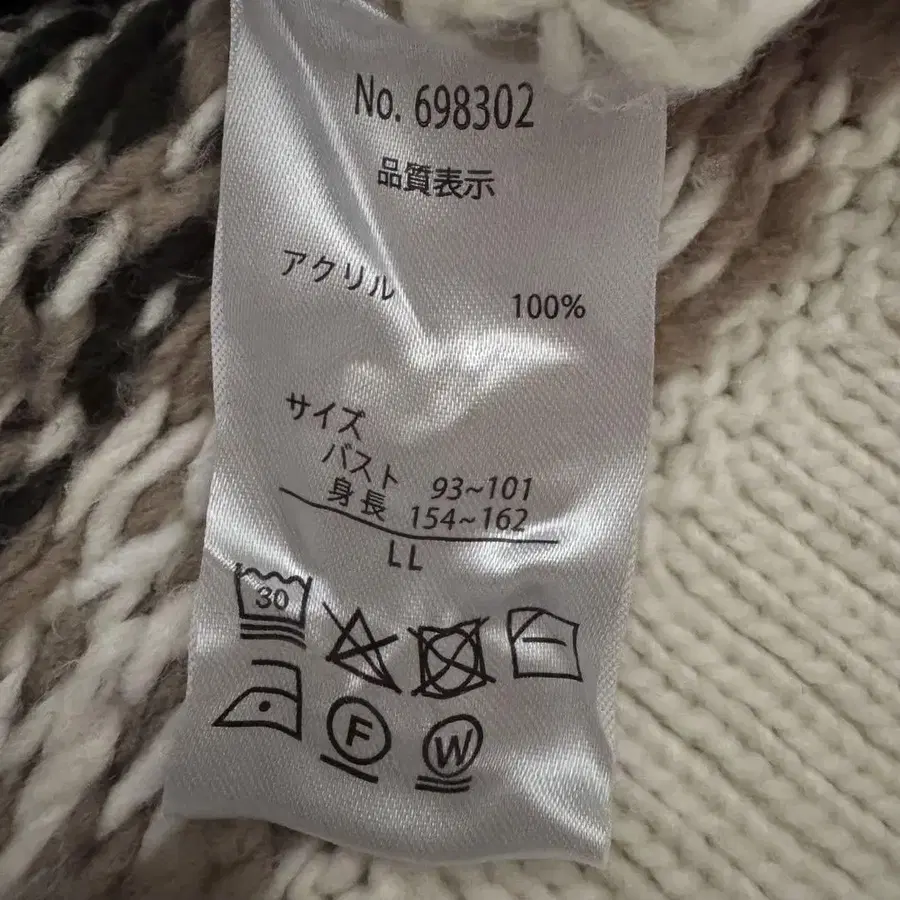 No. 698302
品質表示
アクリル 100%
サイズ
バスト 93~101
身長 154~162
LL
30
F W